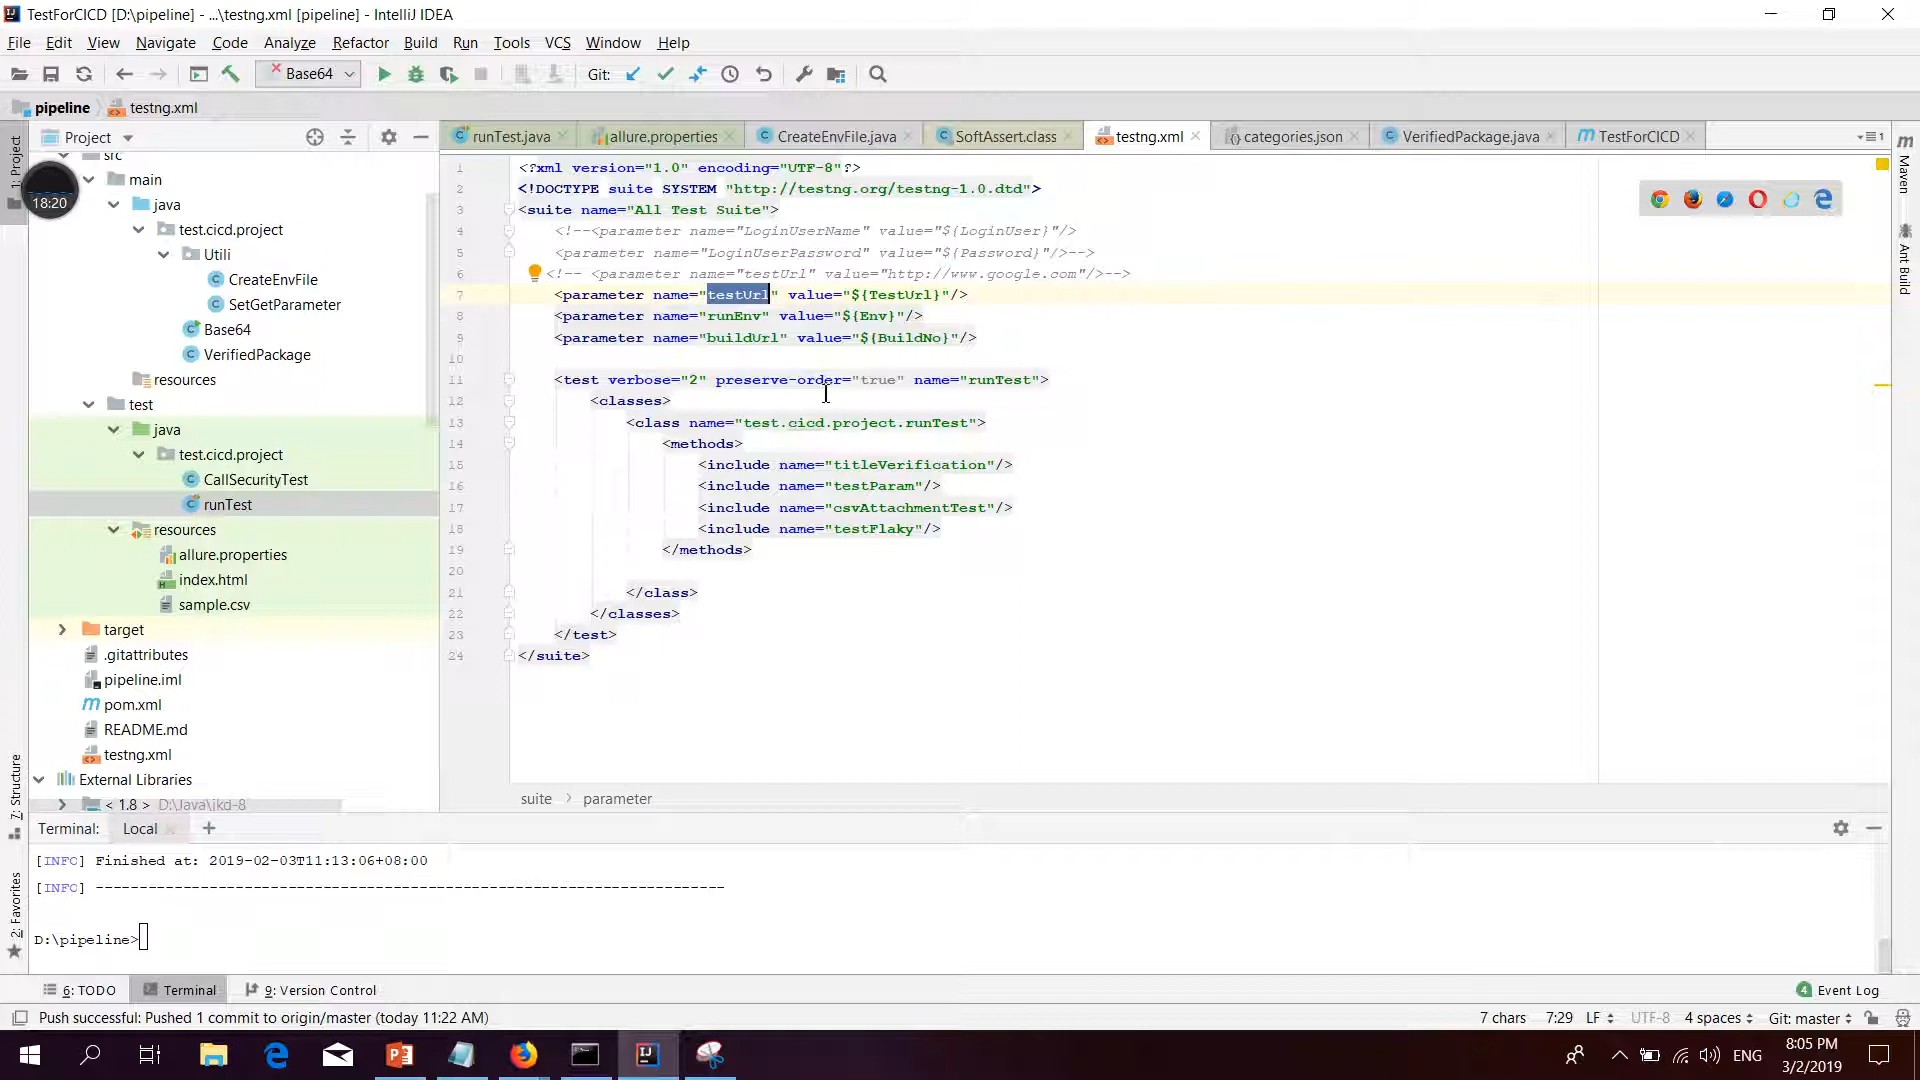 TestForCICD [D:\pipeline] - ...\testng.xml [pipeline] - IntelliJ IDEA
File Edit View Navigate Code Analyze Refactor Build Run Tools VCS Window Help
Base64
Git:
pipeline
testng.xml
1: Project
Project
runTest.java
allure.properties
CreateEnvFile.java
SoftAssert.class
testng.xml
categories.json
VerifiedPackage.java
TestForCICD
1
src
main
java
test.cicd.project
Utili
CreateEnvFile
SetGetParameter
Base64
VerifiedPackage
resources
test
java
test.cicd.project
CallSecurityTest
runTest
resources
allure.properties
index.html
sample.csv
target
.gitattributes
pipeline.iml
pom.xml
README.md
testng.xml
External Libraries
< 1.8 > D:\Java\jkd-8
18:20
1 <?xml version="1.0" encoding="UTF-8"?>
2 <!DOCTYPE suite SYSTEM "http://testng.org/testng-1.0.dtd">
3 <suite name="All Test Suite">
4 <!--<parameter name="LoginUserName" value="${LoginUser}"/>
5 <parameter name="LoginUserPassword" value="${Password}"/>-->
6 <!-- <parameter name="testUrl" value="http://www.google.com"/>-->
7 <parameter name="testUrl" value="${TestUrl}"/>
8 <parameter name="runEnv" value="${Env}"/>
9 <parameter name="buildUrl" value="${BuildNo}"/>
10
11 <test verbose="2" preserve-order="true" name="runTest">
12 <classes>
13 <class name="test.cicd.project.runTest">
14 <methods>
15 <include name="titleVerification"/>
16 <include name="testParam"/>
17 <include name="csvAttachmentTest"/>
18 <include name="testFlaky"/>
19 </methods>
20
21 </class>
22 </classes>
23 </test>
24 </suite>
Maven
Ant Build
7: Structure
2: Favorites
suite
parameter
Terminal: Local +
[INFO] Finished at: 2019-02-03T11:13:06+08:00
[INFO] ----------------------------------------------------------------------
D:\pipeline>
6: TODO
Terminal
9: Version Control
4 Event Log
Push successful: Pushed 1 commit to origin/master (today 11:22 AM)
7 chars 7:29 LF UTF-8 4 spaces Git: master
ENG
8:05 PM
3/2/2019